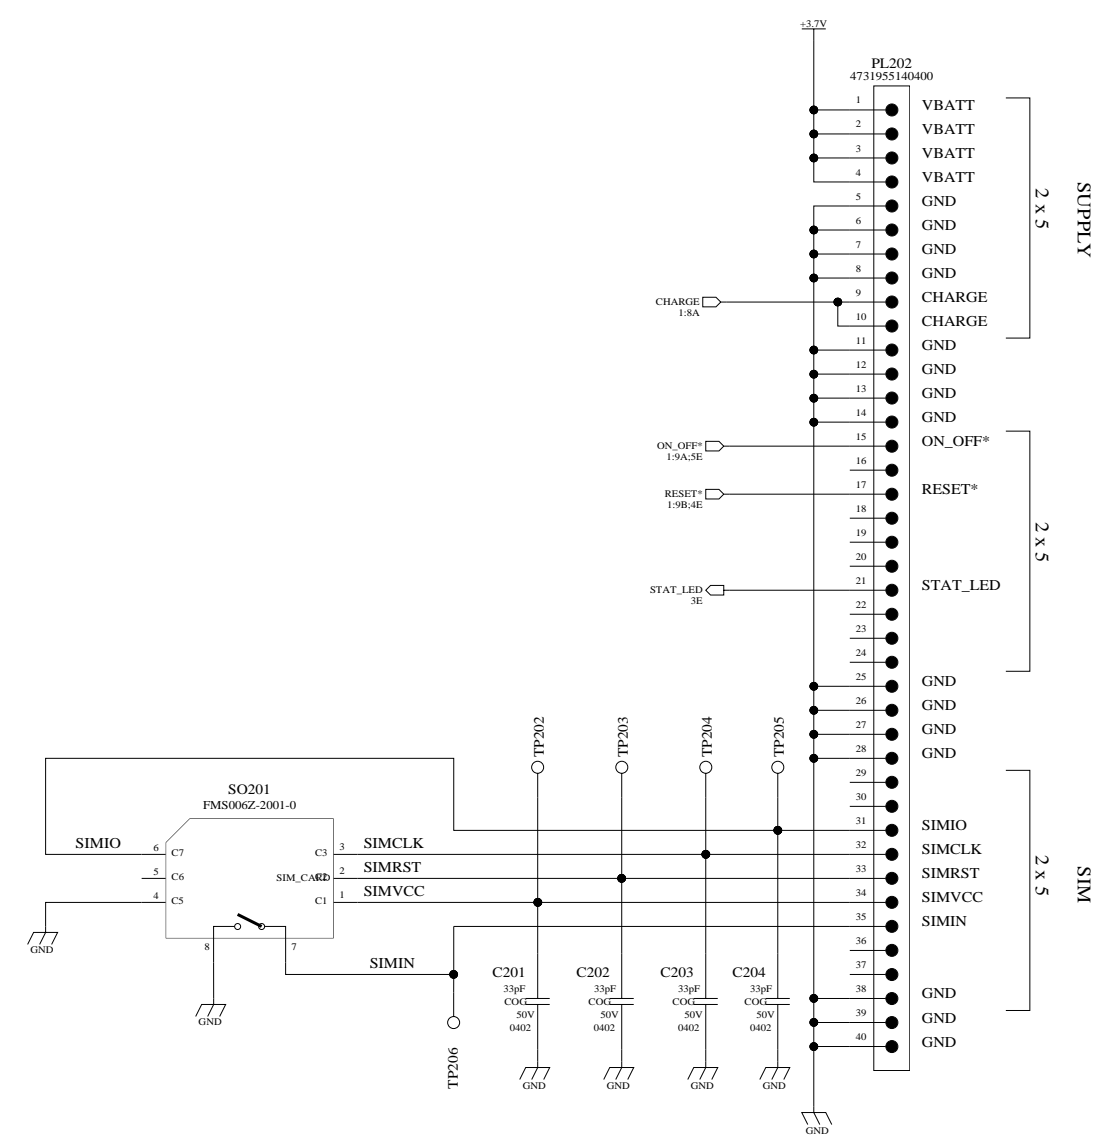 +3.7V
PL202
4731955140400
1 VBATT
2 VBATT
3 VBATT
4 VBATT
5 GND
6 GND
7 GND
8 GND
CHARGE 9 CHARGE
1:8A
10 CHARGE
11 GND
12 GND
13 GND
14 GND
ON_OFF* 15 ON_OFF*
1:9A;5E
16
RESET* 17 RESET*
1:9B;4E
18
19
20
STAT_LED 21 STAT_LED
3E
22
23
24
25 GND
26 GND
27 GND
28 GND
29
30
31 SIMIO
32 SIMCLK
33 SIMRST
34 SIMVCC
35 SIMIN
36
37
38 GND
39 GND
40 GND
GND
2 x 5
SUPPLY
2 x 5
2 x 5
SIM
TP202
TP203
TP204
TP205
SO201
FMS006Z-2001-0
SIMIO 6 C7 C3 3 SIMCLK
5 C6 SIM_CARD C2 2 SIMRST
4 C5 C1 1 SIMVCC
GND
8 7
SIMIN
GND
TP206
C201
33pF
COG
50V
0402
GND
C202
33pF
COG
50V
0402
GND
C203
33pF
COG
50V
0402
GND
C204
33pF
COG
50V
0402
GND